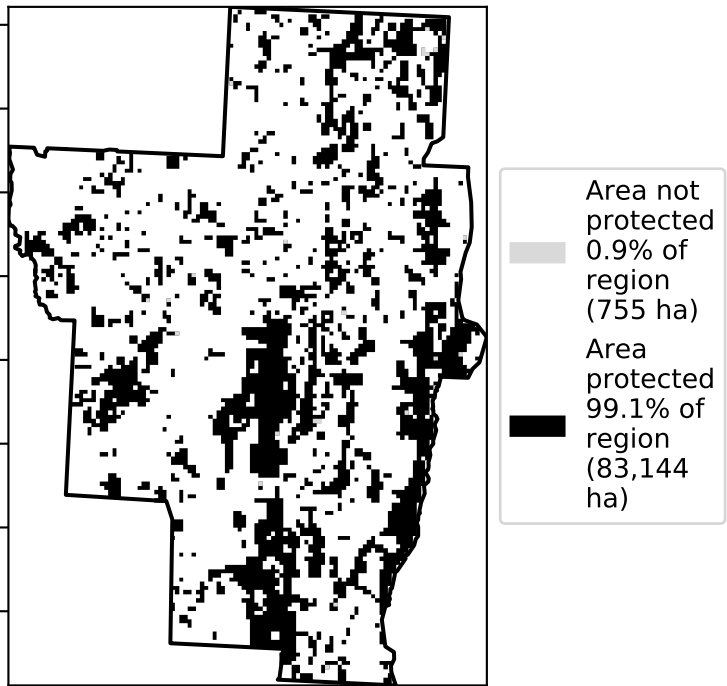 Area not
protected
0.9% of
region
(755 ha)
Area
protected
99.1% of
region
(83,144
ha)